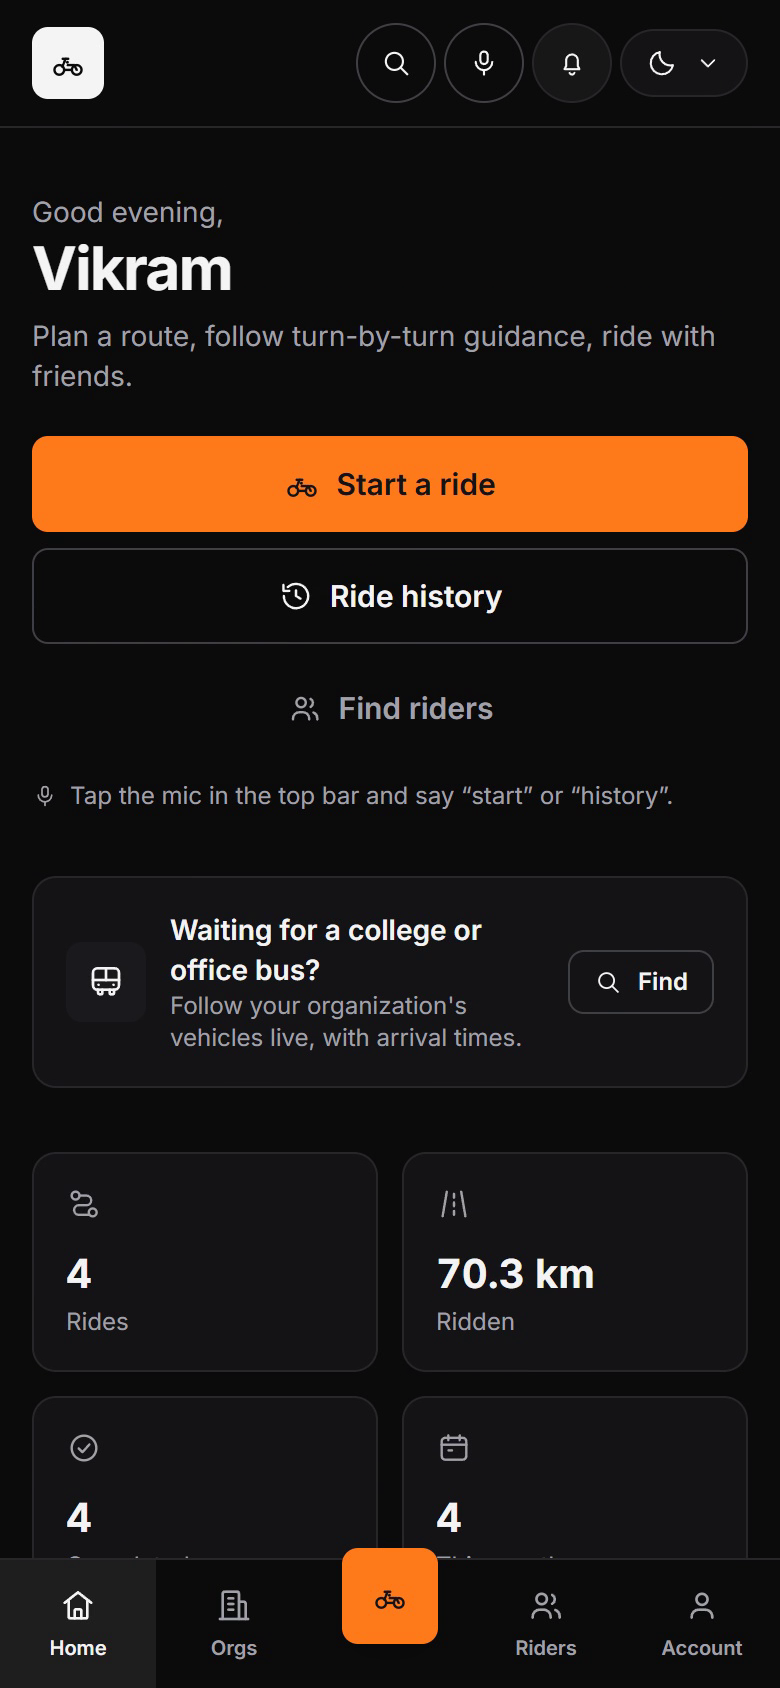 Good evening,
Vikram
Plan a route, follow turn-by-turn guidance, ride with
friends.
Start a ride
Ride history
Find riders
Tap the mic in the top bar and say “start” or “history”.
Waiting for a college or
office bus?
Follow your organization's
vehicles live, with arrival times.
Find
4
Rides
70.3 km
Ridden
4
4
Home
Orgs
Riders
Account